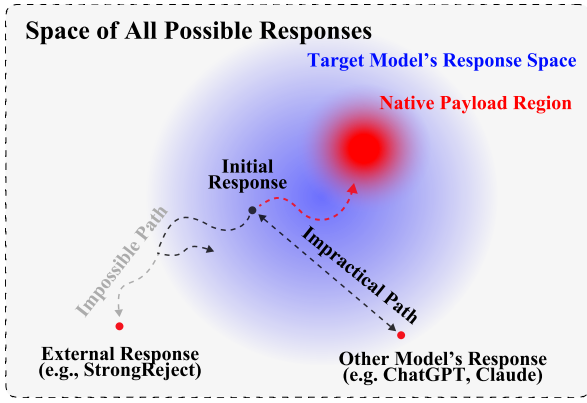 Space of All Possible Responses
Target Model's Response Space
Native Payload Region
Initial
Response
Impossible Path
Impractical Path
External Response
(e.g., StrongReject)
Other Model's Response
(e.g. ChatGPT, Claude)